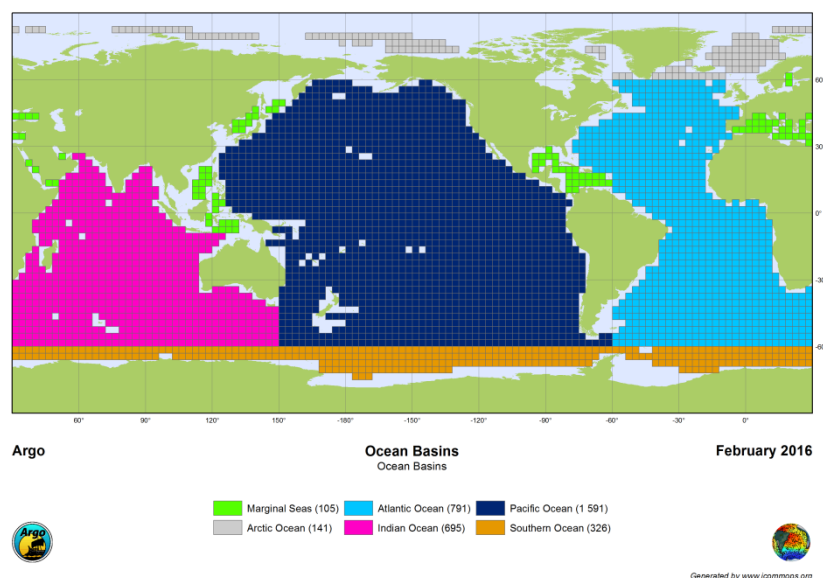 60
30
0°
-30
-60
60°
90°
120°
150°
-180°
-150°
-120°
-90°
-60°
-30°
0°
Argo
Ocean Basins
February 2016
Ocean Basins
Marginal Seas (105)
Atlantic Ocean (791)
Pacific Ocean (1 591)
Arctic Ocean (141)
Indian Ocean (695)
Southern Ocean (326)
Argo
Generated by www.jcommops.org